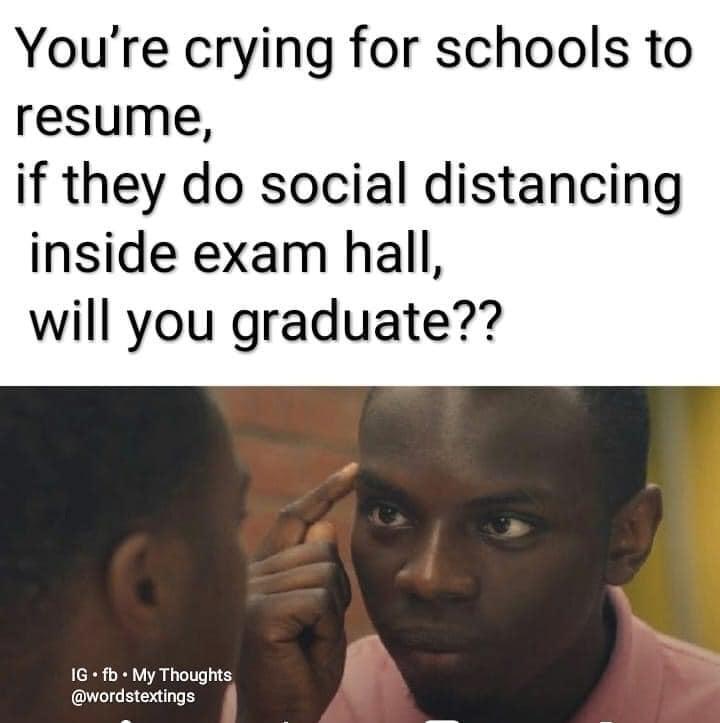 You're crying for schools to
resume,
if they do social distancing
inside exam hall,
will you graduate??
IG • fb • My Thoughts
@wordstextings